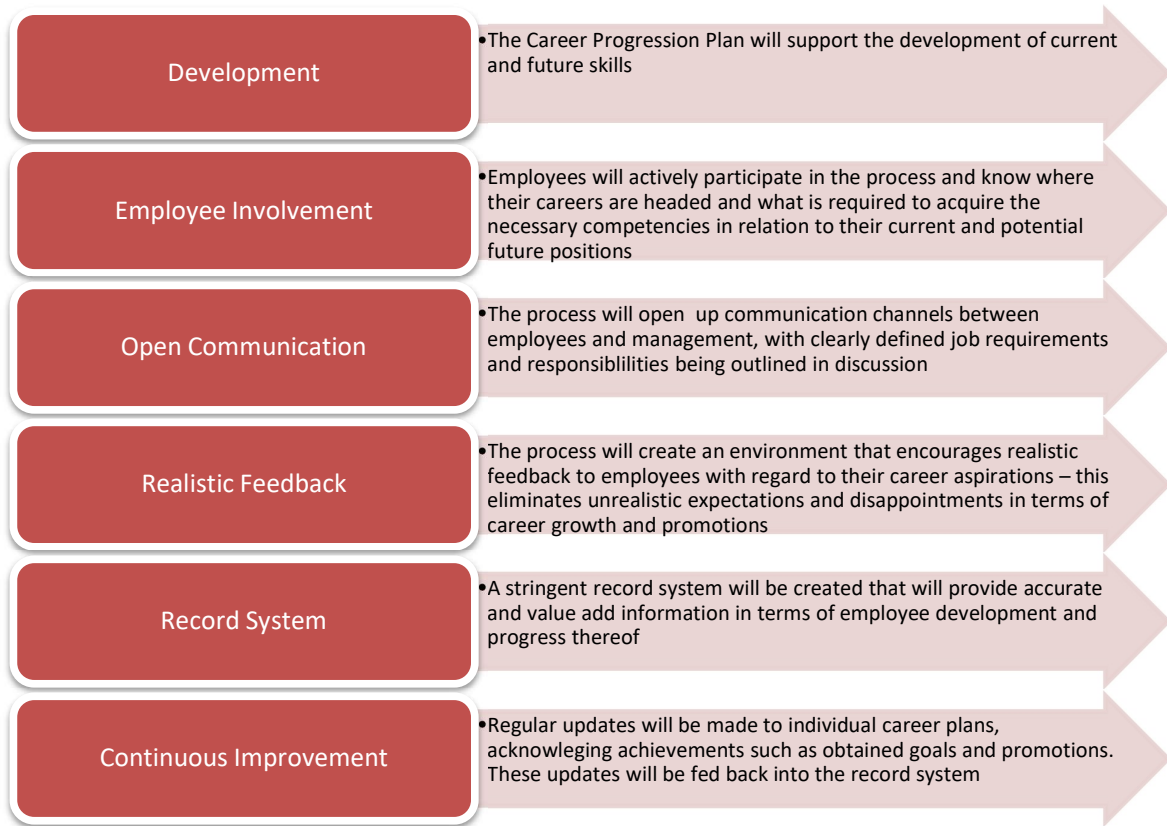 Development
•The Career Progression Plan will support the development of current
and future skills
Employee Involvement
•Employees will actively participate in the process and know where
their careers are headed and what is required to acquire the
necessary competencies in relation to their current and potential
future positions
Open Communication
•The process will open  up communication channels between
employees and management, with clearly defined job requirements
and responsiblilities being outlined in discussion
Realistic Feedback
•The process will create an environment that encourages realistic
feedback to employees with regard to their career aspirations – this
eliminates unrealistic expectations and disappointments in terms of
career growth and promotions
Record System
•A stringent record system will be created that will provide accurate
and value add information in terms of employee development and
progress thereof
Continuous Improvement
•Regular updates will be made to individual career plans,
acknowleging achievements such as obtained goals and promotions.
These updates will be fed back into the record system